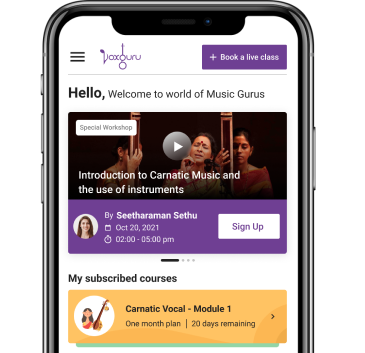 Voxguru
+ Book a live class
Hello, Welcome to world of Music Gurus
Special Workshop
Introduction to Carnatic Music and
the use of instruments
By Seetharaman Sethu
Oct 20, 2021
02:00 - 05:00 pm
Sign Up
My subscribed courses
Carnatic Vocal - Module 1
One month plan | 20 days remaining